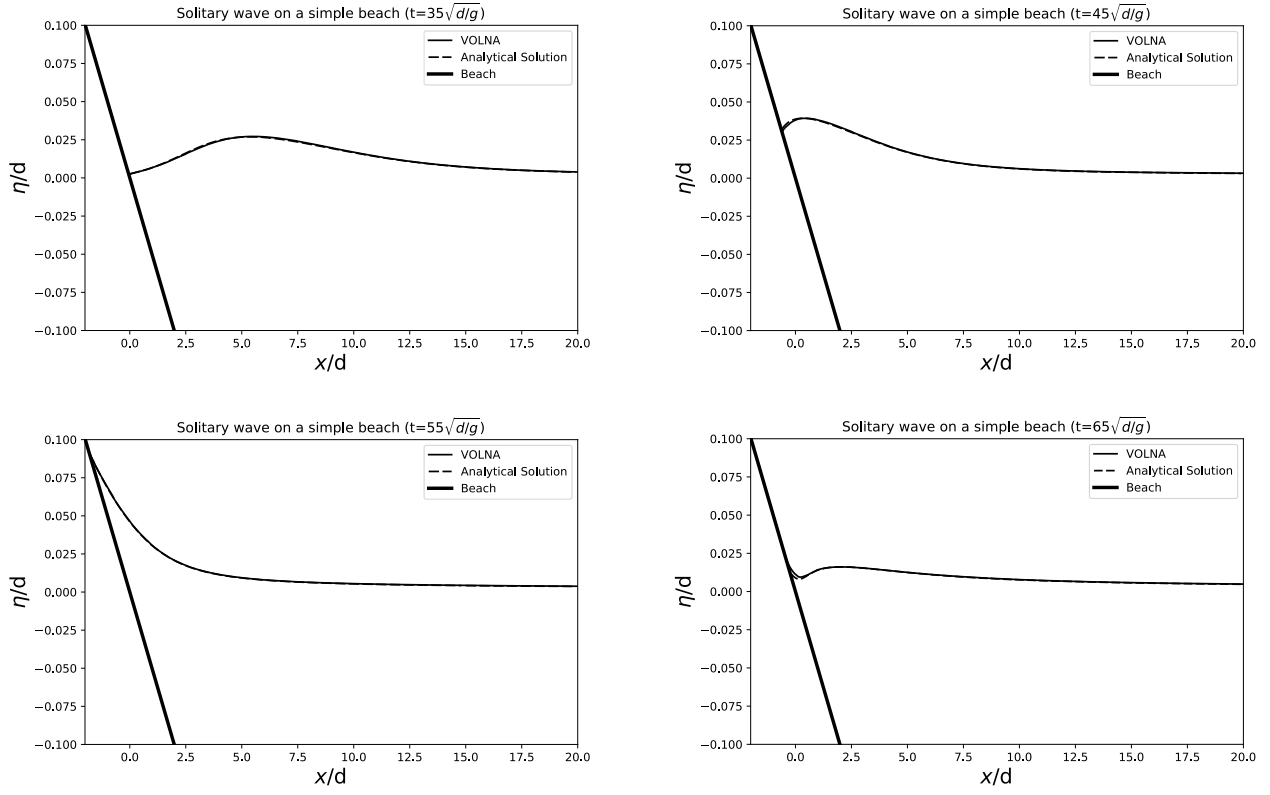 Solitary wave on a simple beach (t=35√d/g)
0.100
0.075
0.050
0.025
0.000
−0.025
−0.050
−0.075
−0.100
η/d
VOLNA
Analytical Solution
Beach
0.0 2.5 5.0 7.5 10.0 12.5 15.0 17.5 20.0
x/d
Solitary wave on a simple beach (t=45√d/g)
0.100
0.075
0.050
0.025
0.000
−0.025
−0.050
−0.075
−0.100
η/d
VOLNA
Analytical Solution
Beach
0.0 2.5 5.0 7.5 10.0 12.5 15.0 17.5 20.0
x/d
Solitary wave on a simple beach (t=55√d/g)
0.100
0.075
0.050
0.025
0.000
−0.025
−0.050
−0.075
−0.100
η/d
VOLNA
Analytical Solution
Beach
0.0 2.5 5.0 7.5 10.0 12.5 15.0 17.5 20.0
x/d
Solitary wave on a simple beach (t=65√d/g)
0.100
0.075
0.050
0.025
0.000
−0.025
−0.050
−0.075
−0.100
η/d
VOLNA
Analytical Solution
Beach
0.0 2.5 5.0 7.5 10.0 12.5 15.0 17.5 20.0
x/d